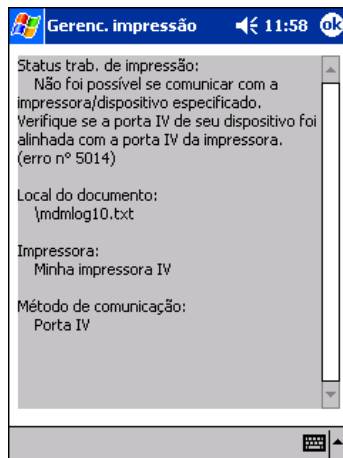 Gerenc. impressão 11:58 ok
Status trab. de impressão:
Não foi possível se comunicar com a
impressora/dispositivo especificado.
Verifique se a porta IV de seu dispositivo foi
alinhada com a porta IV da impressora.
(erro nº 5014)
Local do documento:
\mdmlog10.txt
Impressora:
Minha impressora IV
Método de comunicação:
Porta IV